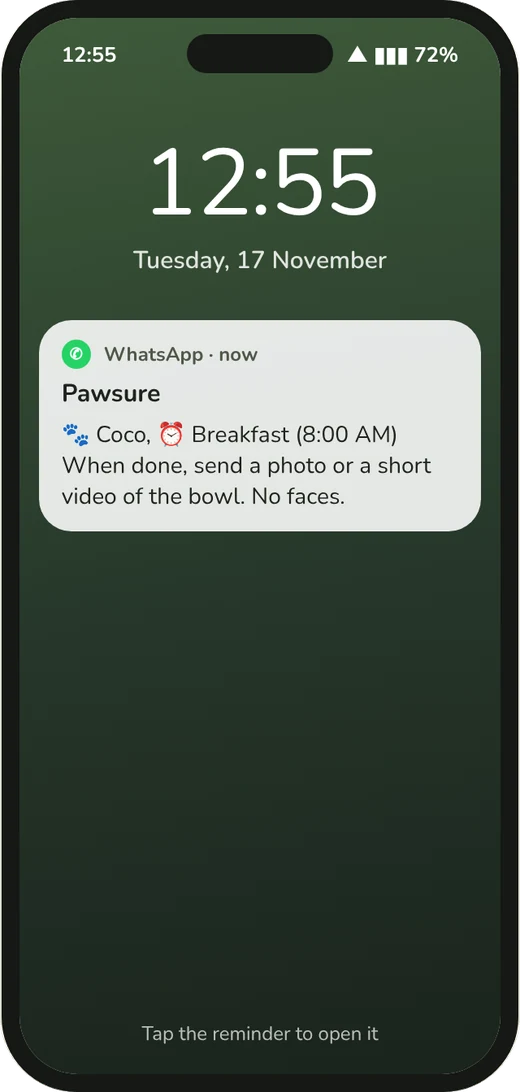 12:55
72%
12:55
Tuesday, 17 November
WhatsApp · now
Pawsure
🐾 Coco, ⏰ Breakfast (8:00 AM)
When done, send a photo or a short
video of the bowl. No faces.
Tap the reminder to open it